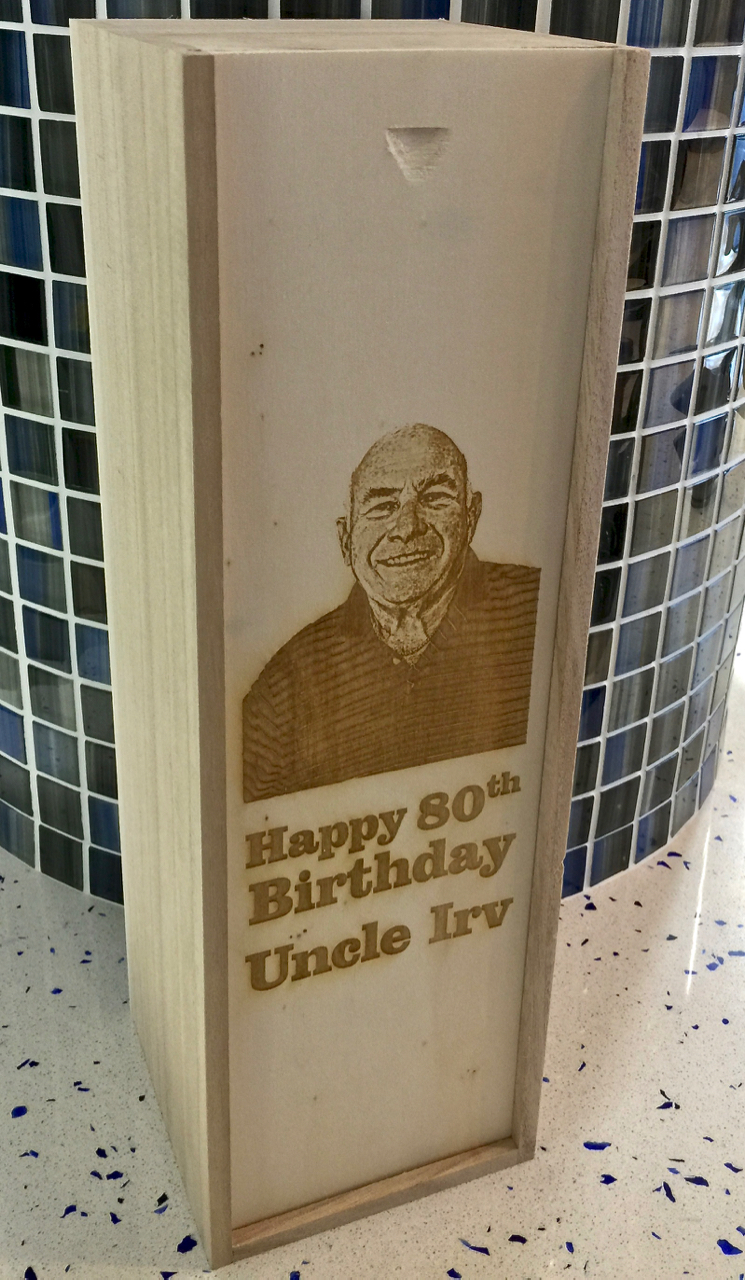 Happy 80th
Birthday
Uncle Irv